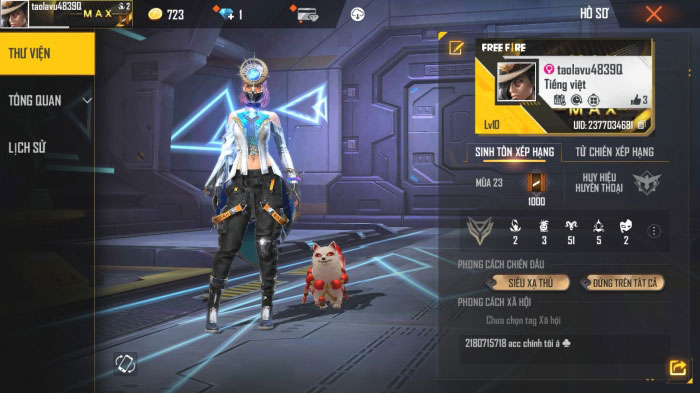 taolavu4839Q
2
MAX
723
1
HỒ SƠ
THƯ VIỆN
TỔNG QUAN
LỊCH SỬ
FREE FIRE
taolavu4839Q
Tiếng việt
3
MAX
Lv10
UID: 2377034681
SINH TỒN XẾP HẠNG
TỬ CHIẾN XẾP HẠNG
MÙA 23
1000
HUY HIỆU
HUYỀN THOẠI
2
3
51
5
2
PHONG CÁCH CHIẾN ĐẤU
SIÊU XẠ THỦ
ĐỨNG TRÊN TẤT CẢ
PHONG CÁCH XÃ HỘI
Chưa chọn tag Xã hội
2180715718 acc chính tôi á ♣